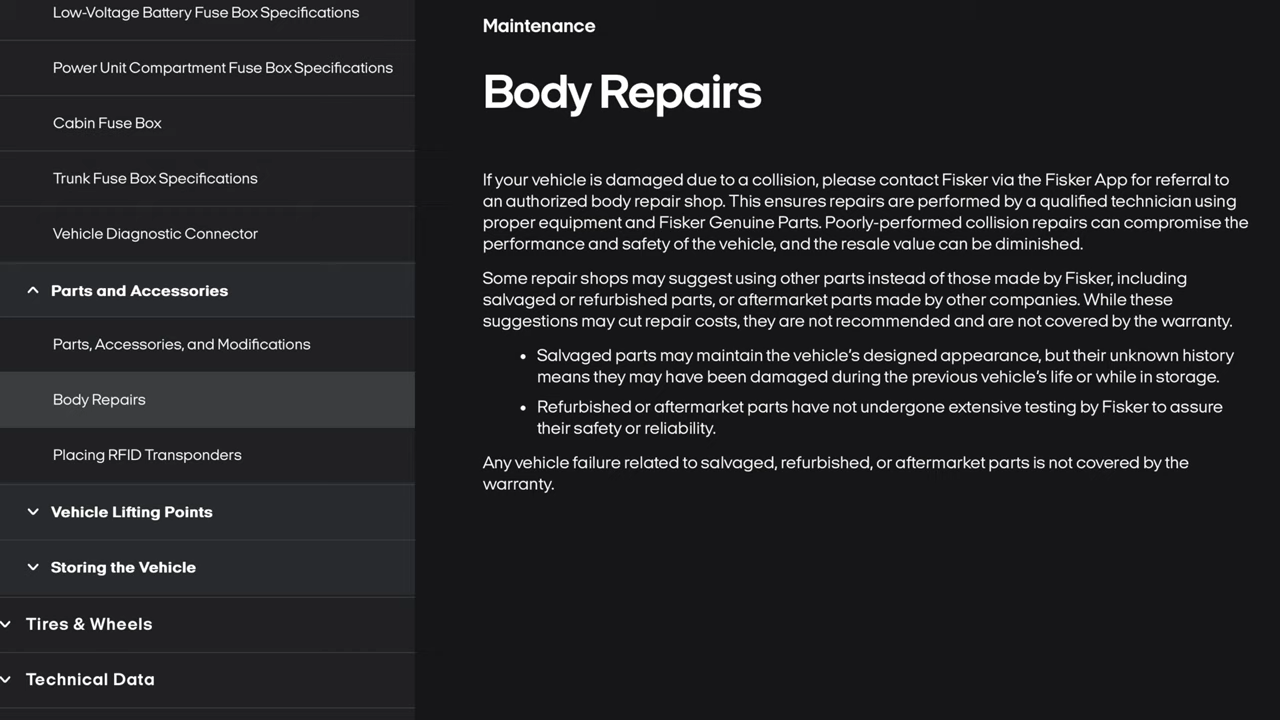 Low-Voltage Battery Fuse Box Specifications
Power Unit Compartment Fuse Box Specifications
Cabin Fuse Box
Trunk Fuse Box Specifications
Vehicle Diagnostic Connector
Parts and Accessories
Parts, Accessories, and Modifications
Body Repairs
Placing RFID Transponders
Vehicle Lifting Points
Storing the Vehicle
Tires & Wheels
Technical Data
Maintenance
Body Repairs
If your vehicle is damaged due to a collision, please contact Fisker via the Fisker App for referral to
an authorized body repair shop. This ensures repairs are performed by a qualified technician using
proper equipment and Fisker Genuine Parts. Poorly-performed collision repairs can compromise the
performance and safety of the vehicle, and the resale value can be diminished.
Some repair shops may suggest using other parts instead of those made by Fisker, including
salvaged or refurbished parts, or aftermarket parts made by other companies. While these
suggestions may cut repair costs, they are not recommended and are not covered by the warranty.
• Salvaged parts may maintain the vehicle's designed appearance, but their unknown history
means they may have been damaged during the previous vehicle's life or while in storage.
• Refurbished or aftermarket parts have not undergone extensive testing by Fisker to assure
their safety or reliability.
Any vehicle failure related to salvaged, refurbished, or aftermarket parts is not covered by the
warranty.